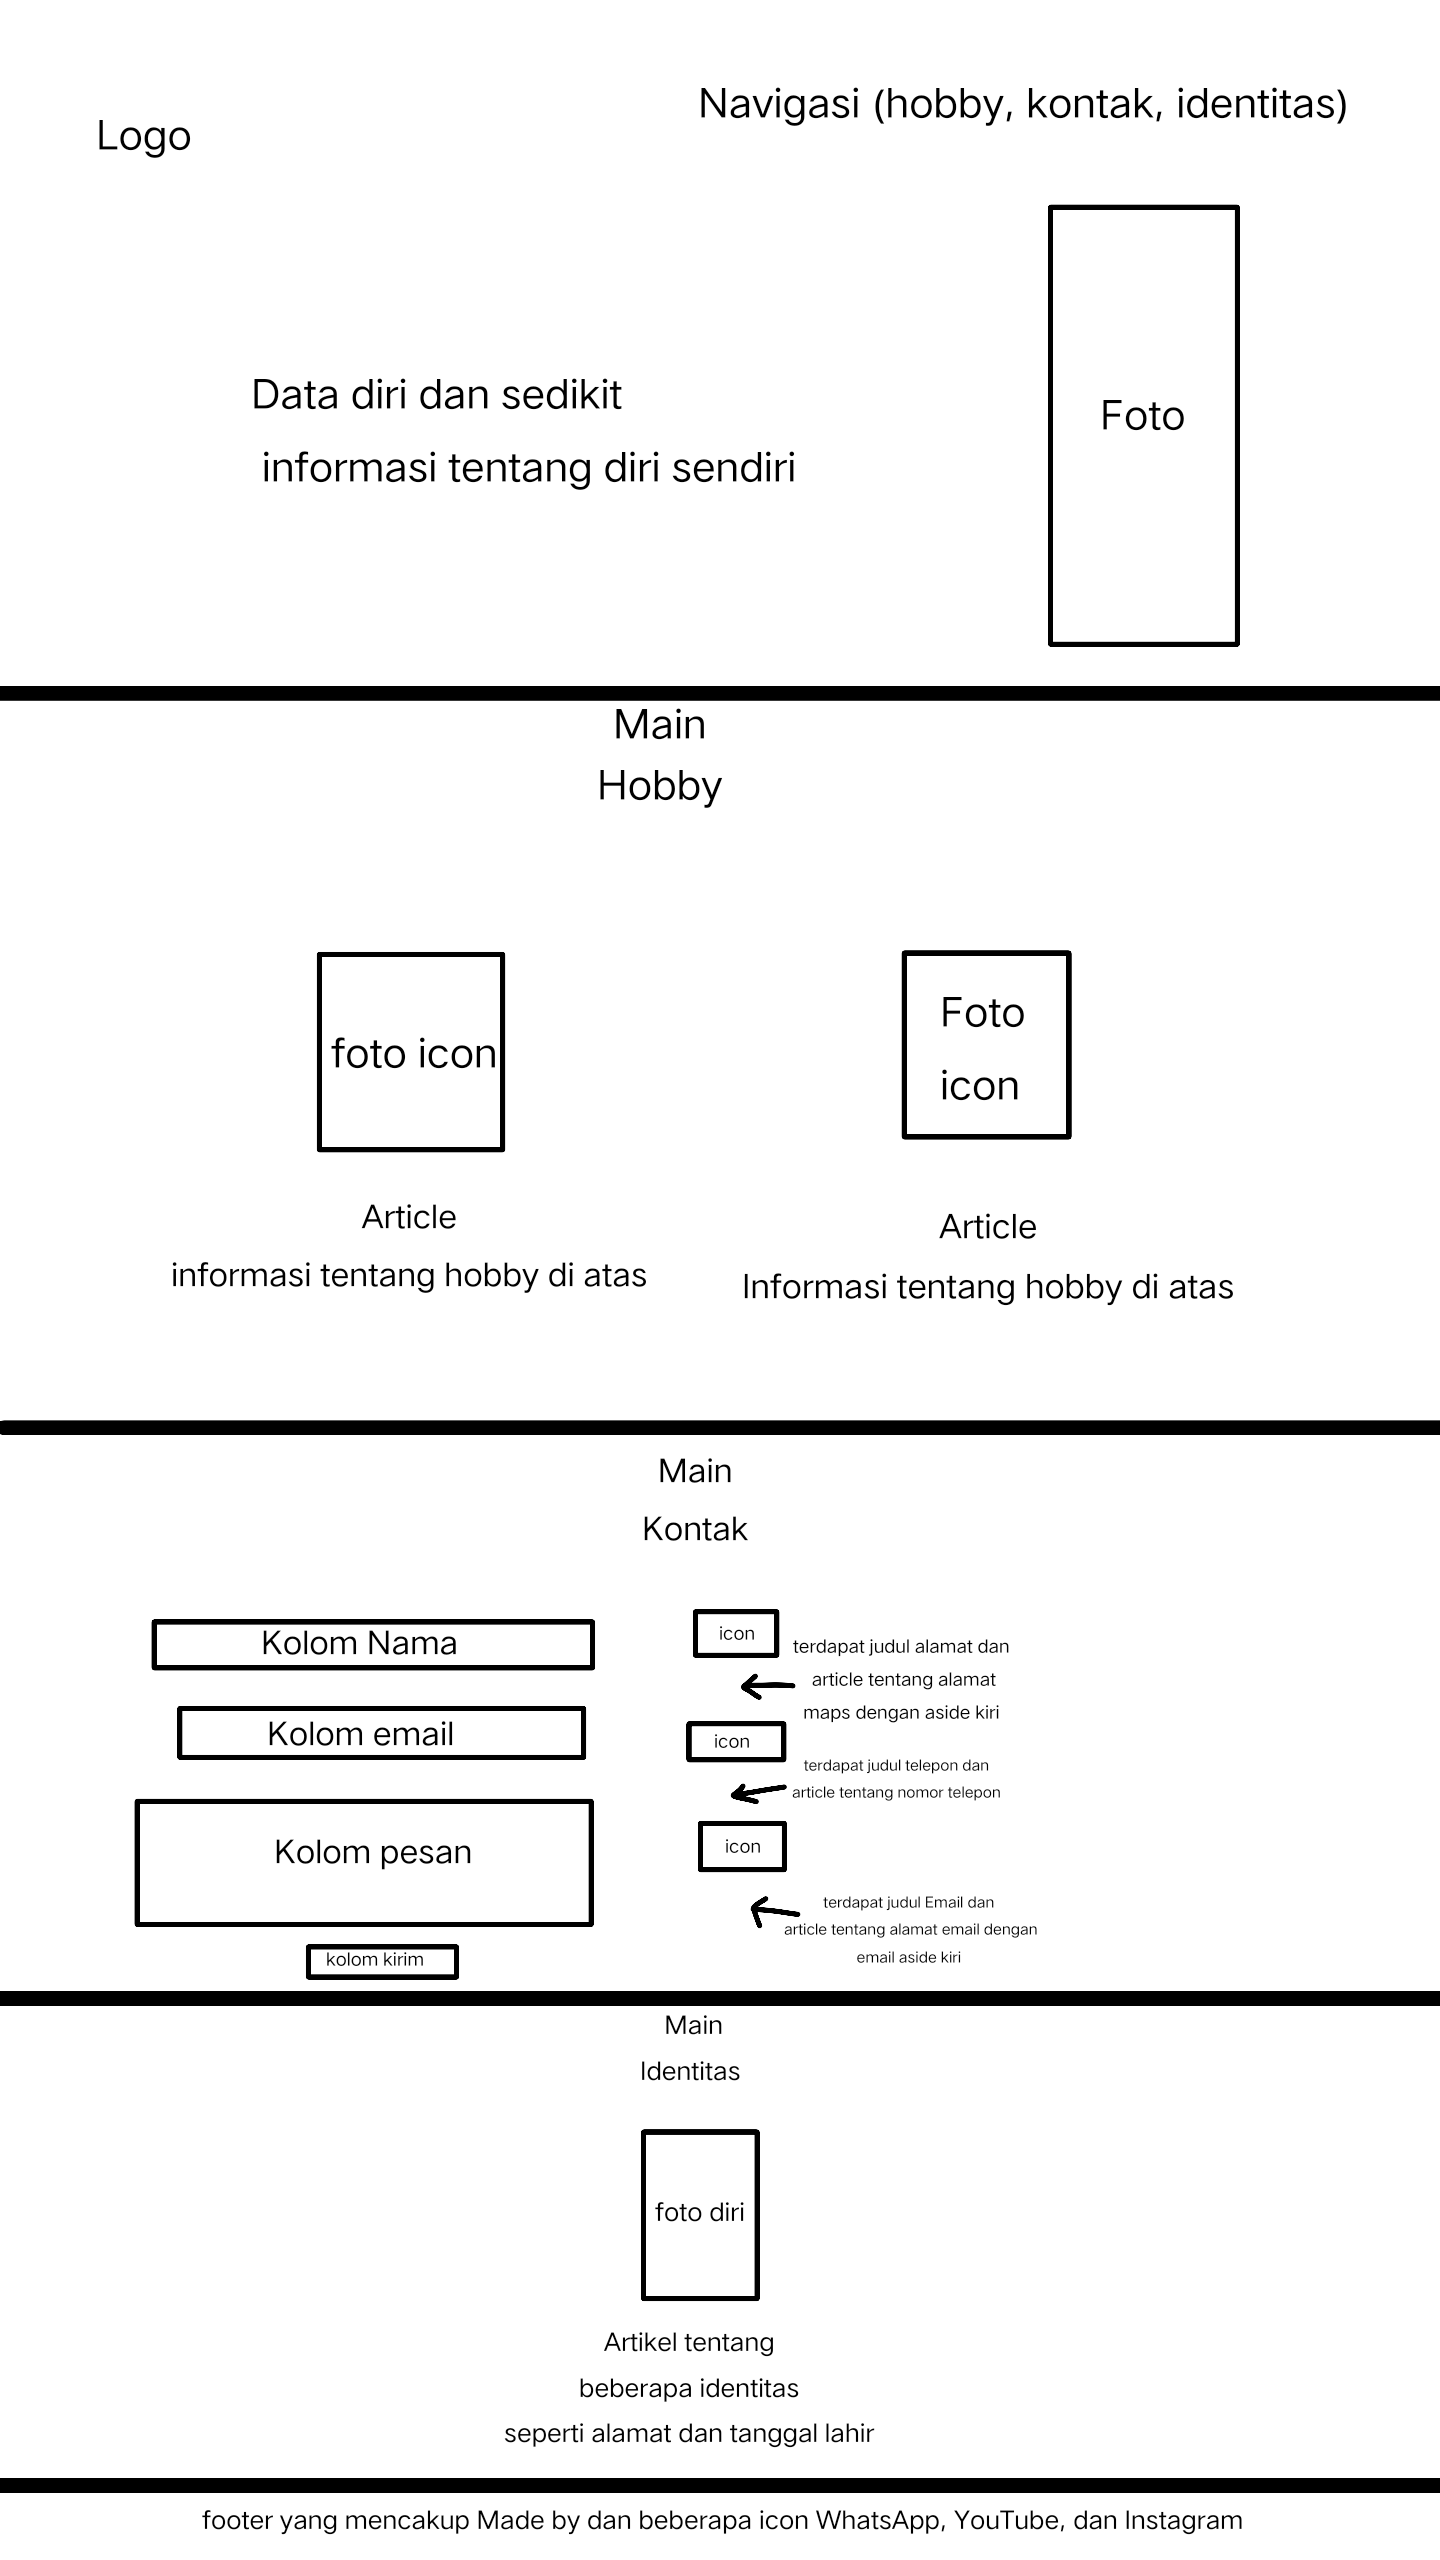 Logo
Navigasi (hobby, kontak, identitas)
Data diri dan sedikit
informasi tentang diri sendiri
Foto
Main
Hobby
foto icon
Article
informasi tentang hobby di atas
Foto
icon
Article
Informasi tentang hobby di atas
Main
Kontak
Kolom Nama
Kolom email
Kolom pesan
kolom kirim
icon
terdapat judul alamat dan
article tentang alamat
maps dengan aside kiri
icon
terdapat judul telepon dan
article tentang nomor telepon
icon
terdapat judul Email dan
article tentang alamat email dengan
email aside kiri
Main
Identitas
foto diri
Artikel tentang
beberapa identitas
seperti alamat dan tanggal lahir
footer yang mencakup Made by dan beberapa icon WhatsApp, YouTube, dan Instagram